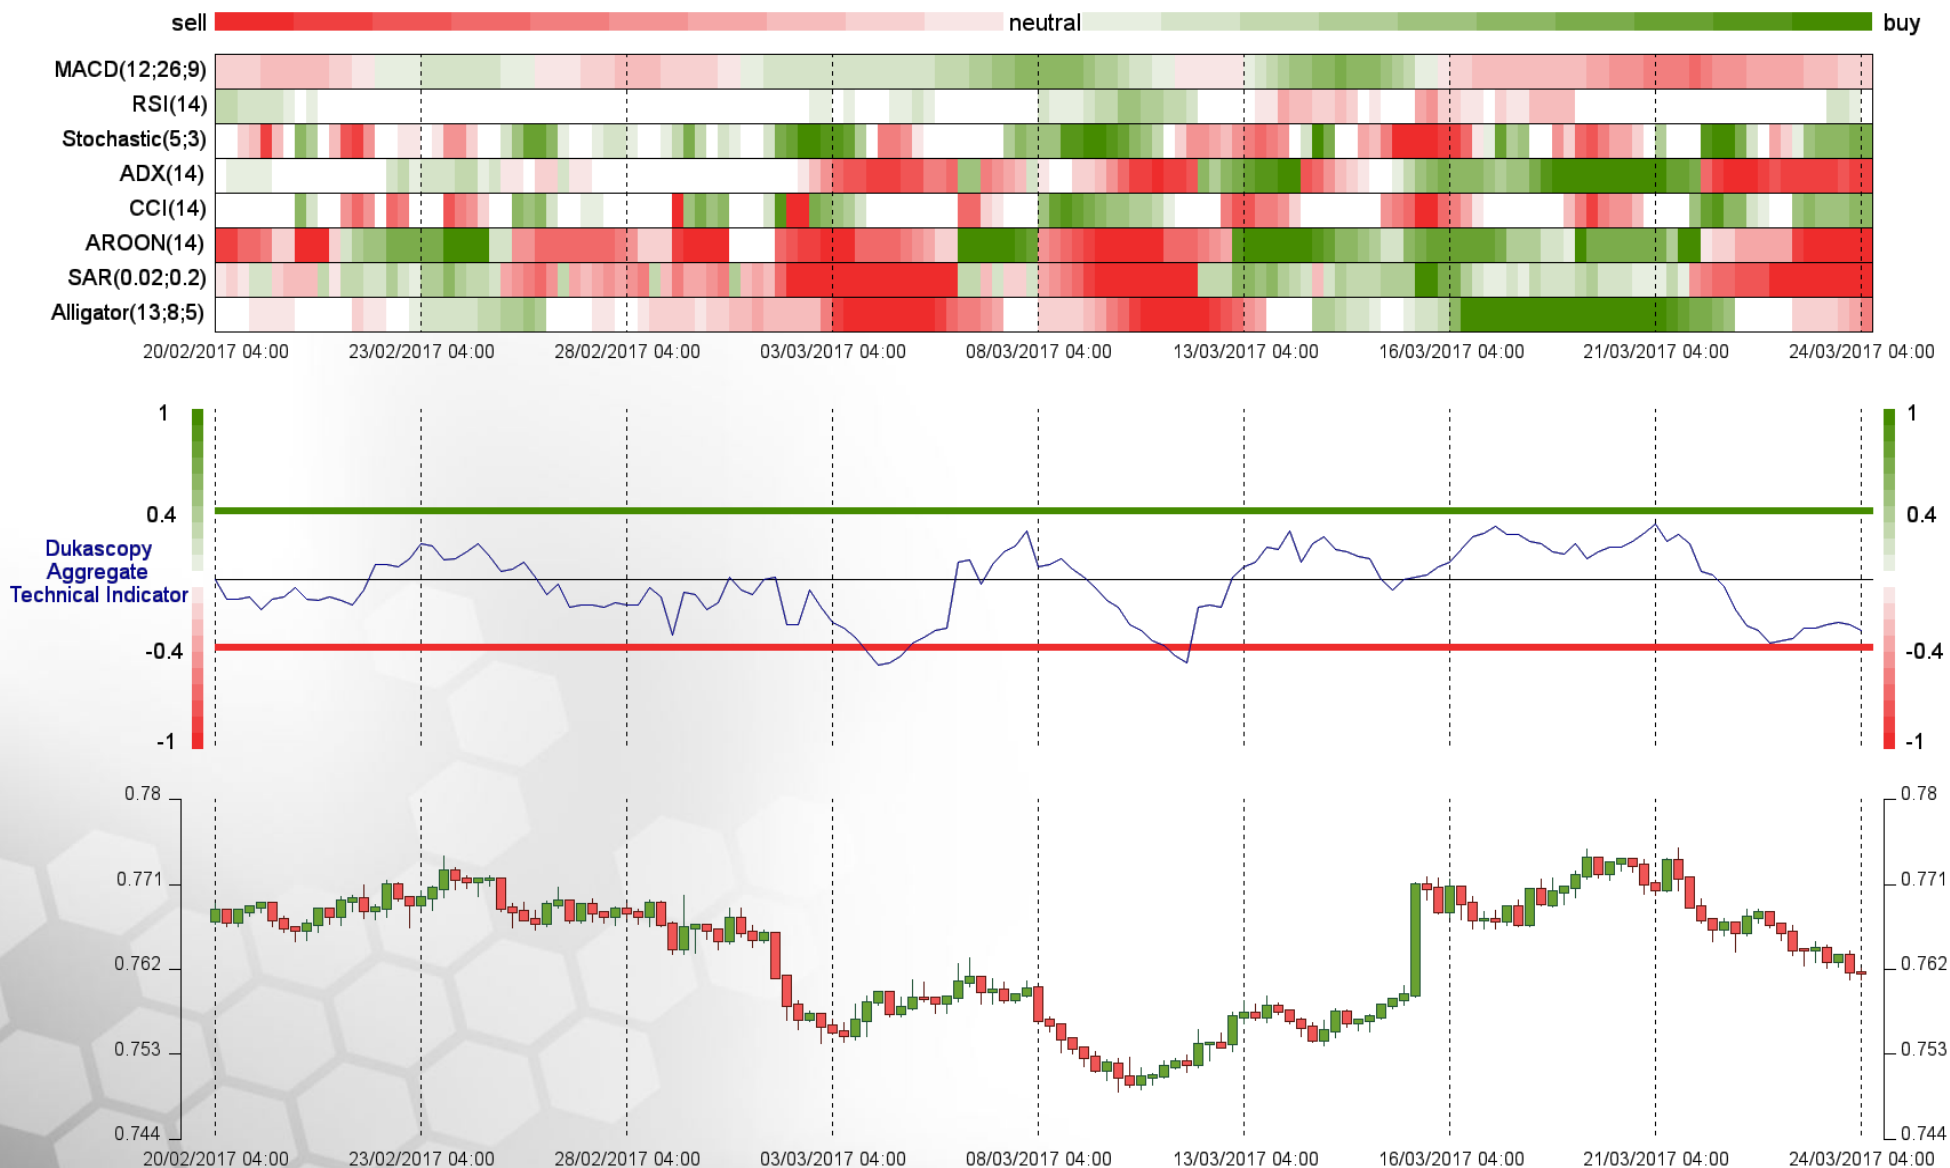 sell neutral buy
MACD(12;26;9)
RSI(14)
Stochastic(5;3)
ADX(14)
CCI(14)
AROON(14)
SAR(0.02;0.2)
Alligator(13;8;5)
20/02/2017 04:00 23/02/2017 04:00 28/02/2017 04:00 03/03/2017 04:00 08/03/2017 04:00 13/03/2017 04:00 16/03/2017 04:00 21/03/2017 04:00 24/03/2017 04:00
1 1
0.4 0.4
Dukascopy
Aggregate
Technical Indicator
-0.4 -0.4
-1 -1
0.78 0.78
0.771 0.771
0.762 0.762
0.753 0.753
0.744 0.744
20/02/2017 04:00 23/02/2017 04:00 28/02/2017 04:00 03/03/2017 04:00 08/03/2017 04:00 13/03/2017 04:00 16/03/2017 04:00 21/03/2017 04:00 24/03/2017 04:00